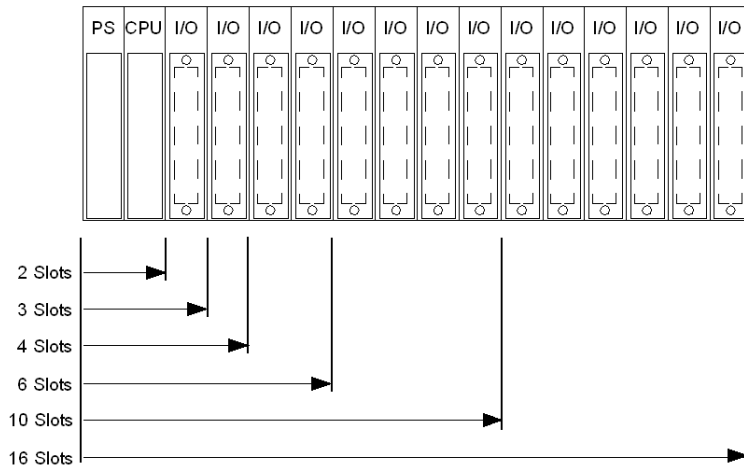 PS CPU I/O I/O I/O I/O I/O I/O I/O I/O I/O I/O I/O I/O I/O I/O
2 Slots
3 Slots
4 Slots
6 Slots
10 Slots
16 Slots